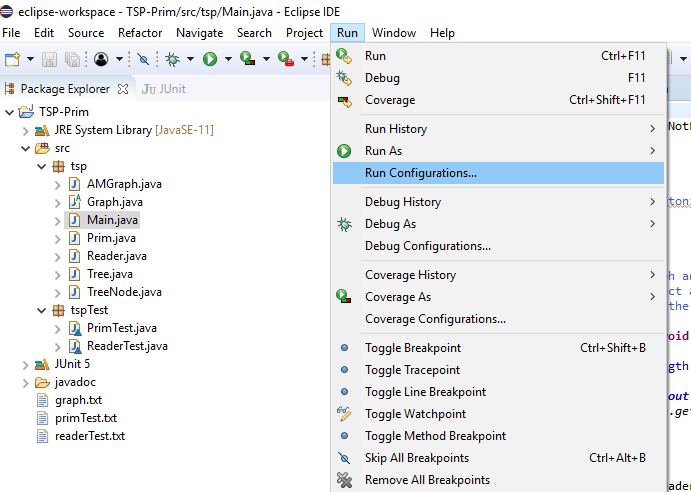 eclipse-workspace - TSP-Prim/src/tsp/Main.java - Eclipse IDE
File Edit Source Refactor Navigate Search Project Run Window Help
Package Explorer JUnit
TSP-Prim
JRE System Library [JavaSE-11]
src
tsp
AMGraph.java
Graph.java
Main.java
Prim.java
Reader.java
Tree.java
TreeNode.java
tspTest
PrimTest.java
ReaderTest.java
JUnit 5
javadoc
graph.txt
primTest.txt
readerTest.txt
Run Ctrl+F11
Debug F11
Coverage Ctrl+Shift+F11
Run History
Run As
Run Configurations...
Debug History
Debug As
Debug Configurations...
Coverage History
Coverage As
Coverage Configurations...
Toggle Breakpoint Ctrl+Shift+B
Toggle Tracepoint
Toggle Line Breakpoint
Toggle Watchpoint
Toggle Method Breakpoint
Skip All Breakpoints Ctrl+Alt+B
Remove All Breakpoints
Noth
toni
h an
ct a
the
oid
gth
out
.get
ader